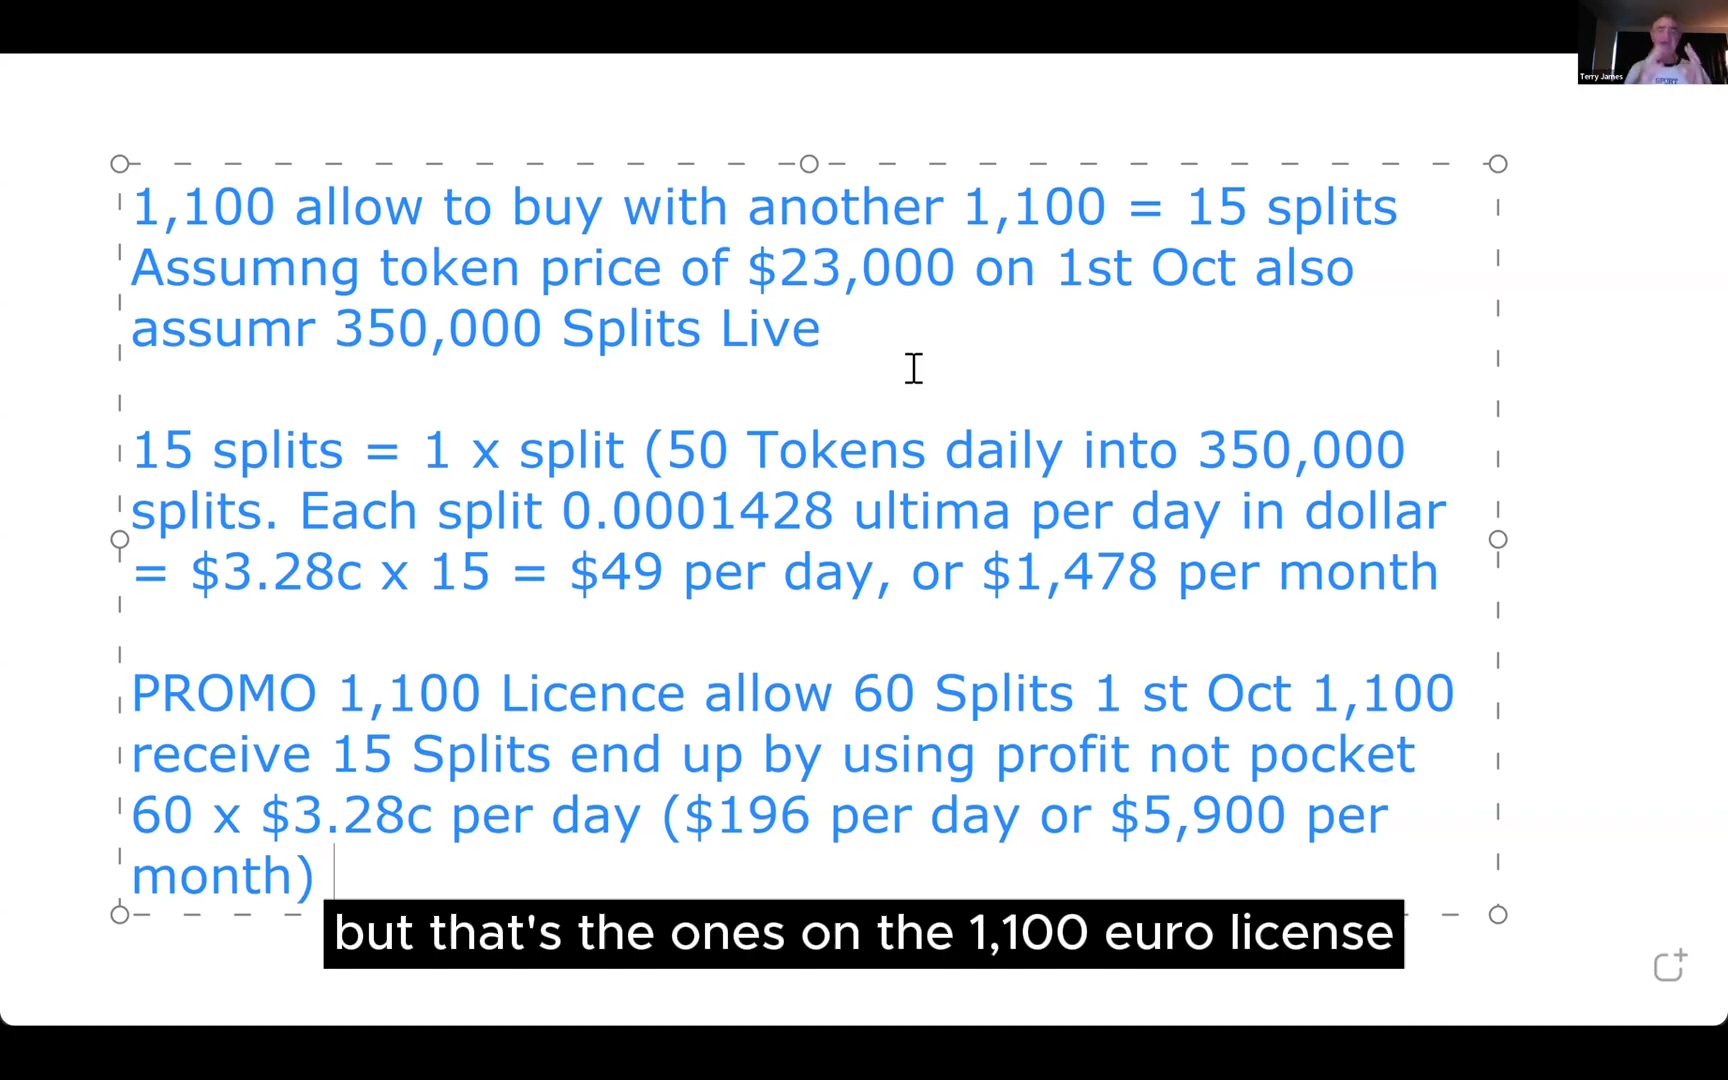 Terry James
SPORT
1,100 allow to buy with another 1,100 = 15 splits
Assumng token price of $23,000 on 1st Oct also
assumr 350,000 Splits Live
15 splits = 1 x split (50 Tokens daily into 350,000
splits. Each split 0.0001428 ultima per day in dollar
= $3.28c x 15 = $49 per day, or $1,478 per month
PROMO 1,100 Licence allow 60 Splits 1 st Oct 1,100
receive 15 Splits end up by using profit not pocket
60 x $3.28c per day ($196 per day or $5,900 per
month)
but that's the ones on the 1,100 euro license